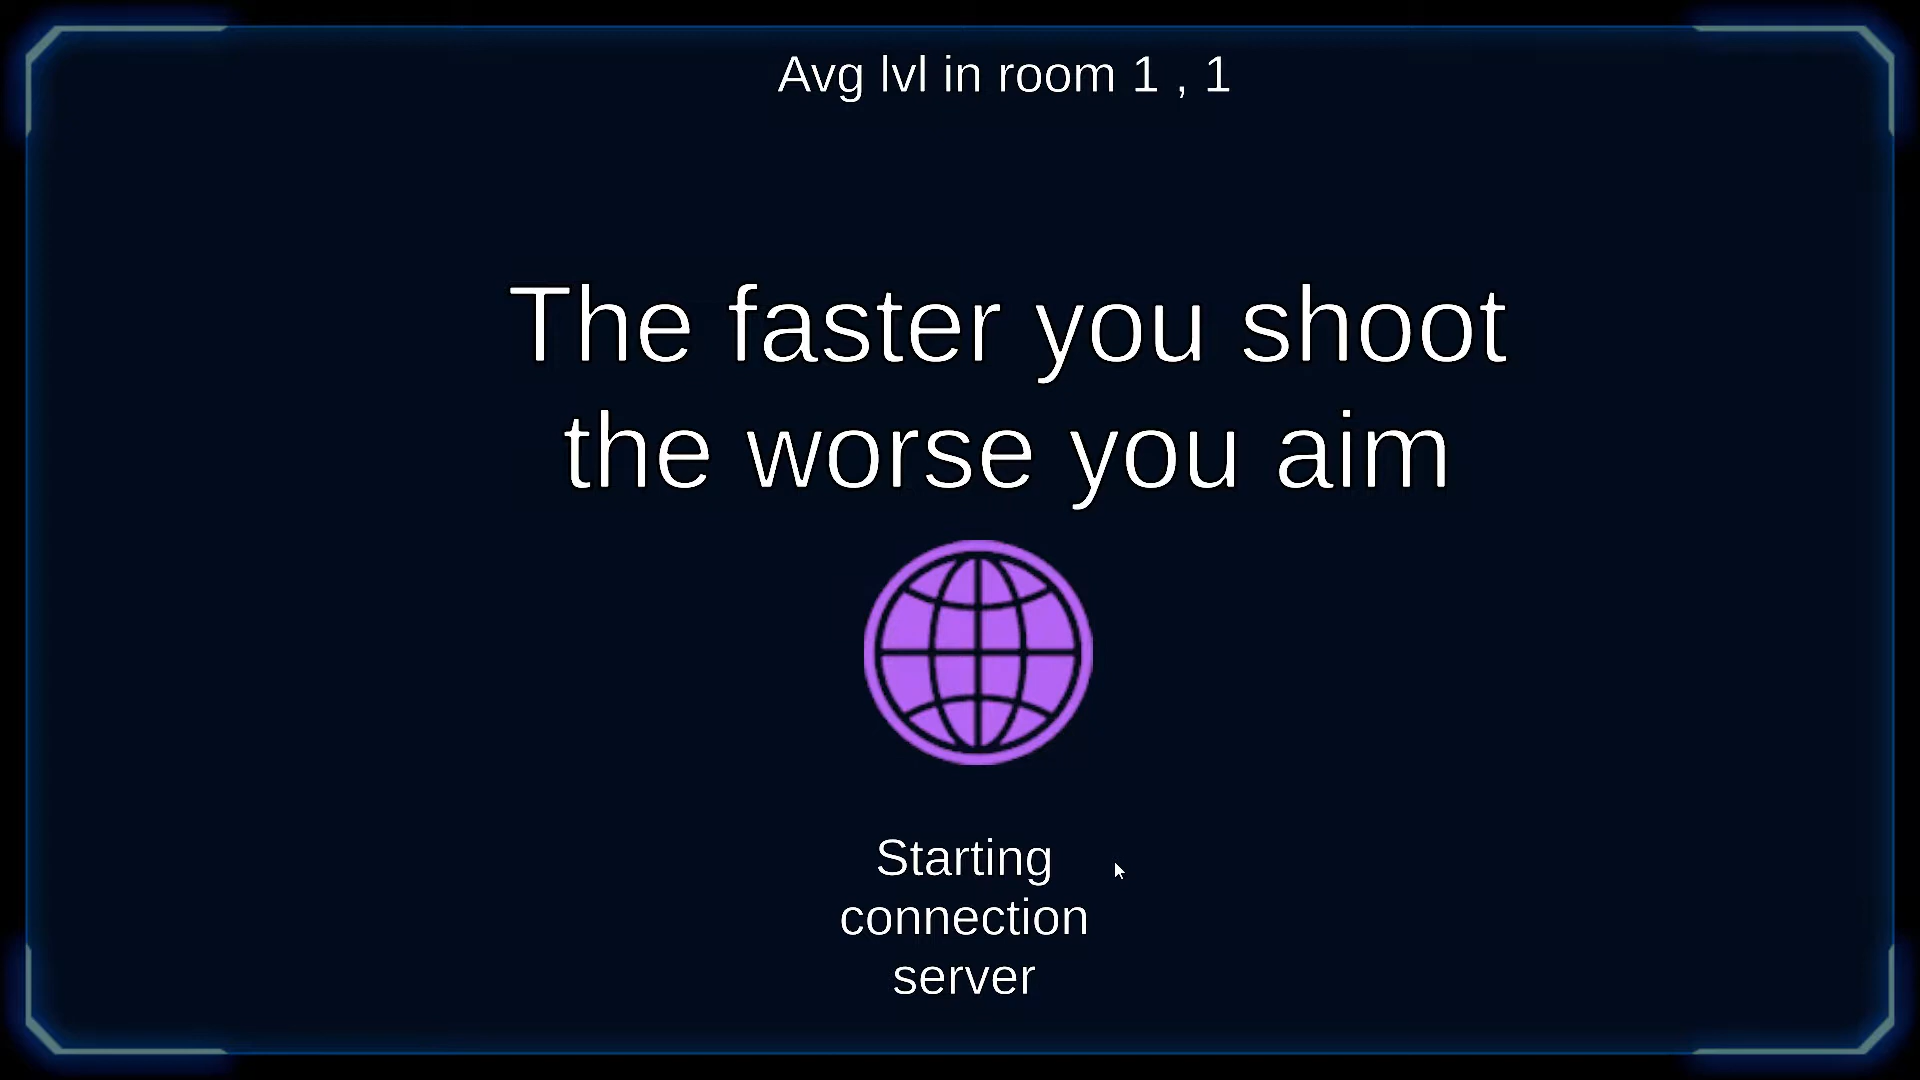 Avg lvl in room 1 , 1
The faster you shoot
the worse you aim
Starting
connection
server